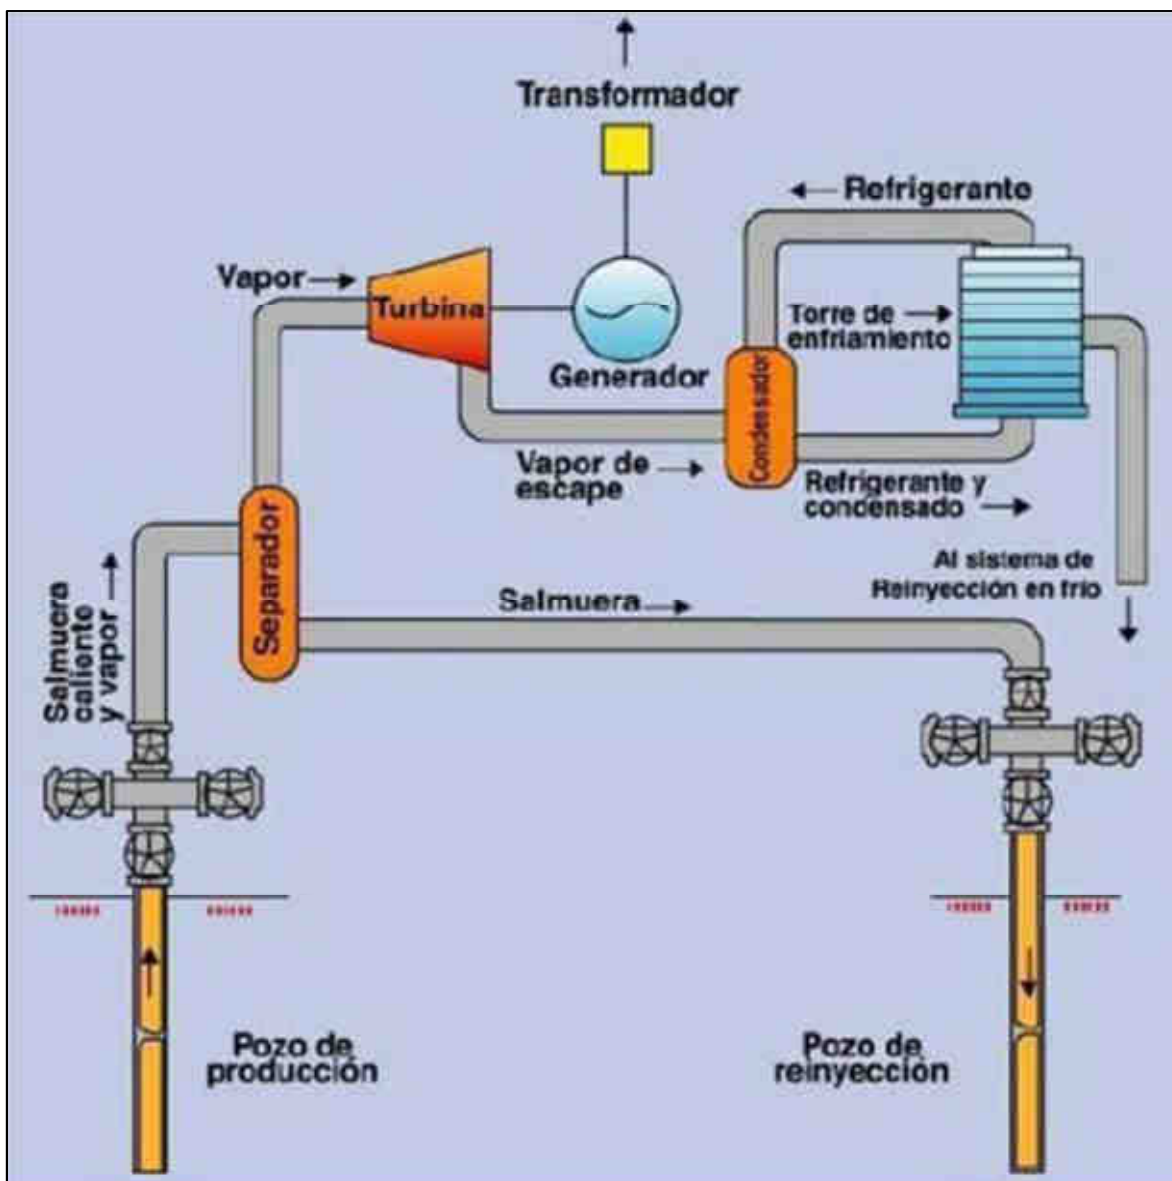 Transformador
Refrigerante
Vapor
Turbina
Torre de
enfriamiento
Generador
Condensador
Vapor de
escape
Refrigerante y
condensado
Separador
Al sistema de
Reinyección en frío
Salmuera
caliente
y vapor
Salmuera
Pozo de
producción
Pozo de
reinyección